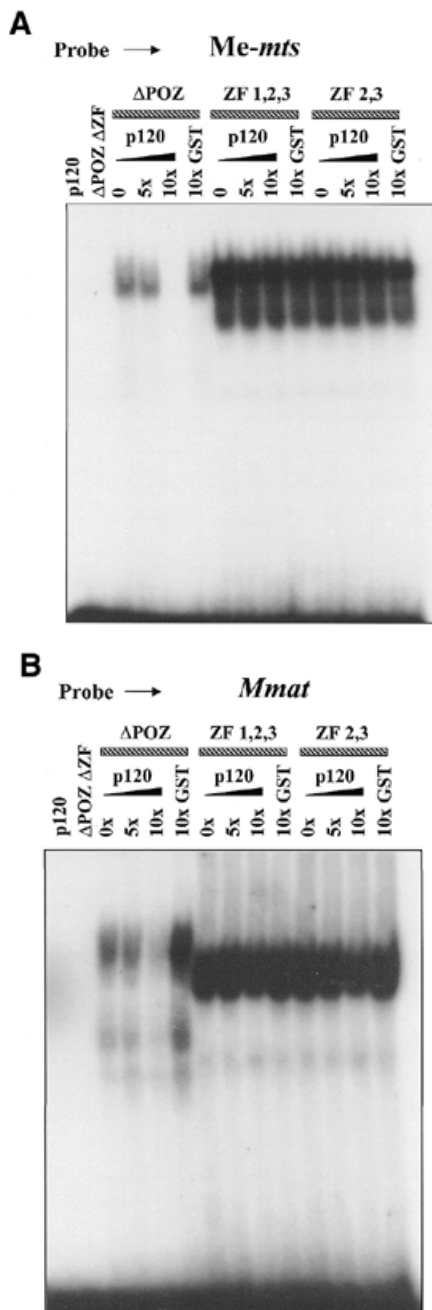 A
Probe → Me-mts
ΔPOZ ZF 1,2,3 ZF 2,3
p120 p120 p120
p120
ΔPOZ ΔZF
0 5x 10x 10x GST 0 5x 10x 10x GST 0 5x 10x 10x GST
B
Probe → Mmat
ΔPOZ ZF 1,2,3 ZF 2,3
p120 p120 p120
p120
ΔPOZ ΔZF
0x 5x 10x 10x GST 0x 5x 10x 10x GST 0x 5x 10x 10x GST